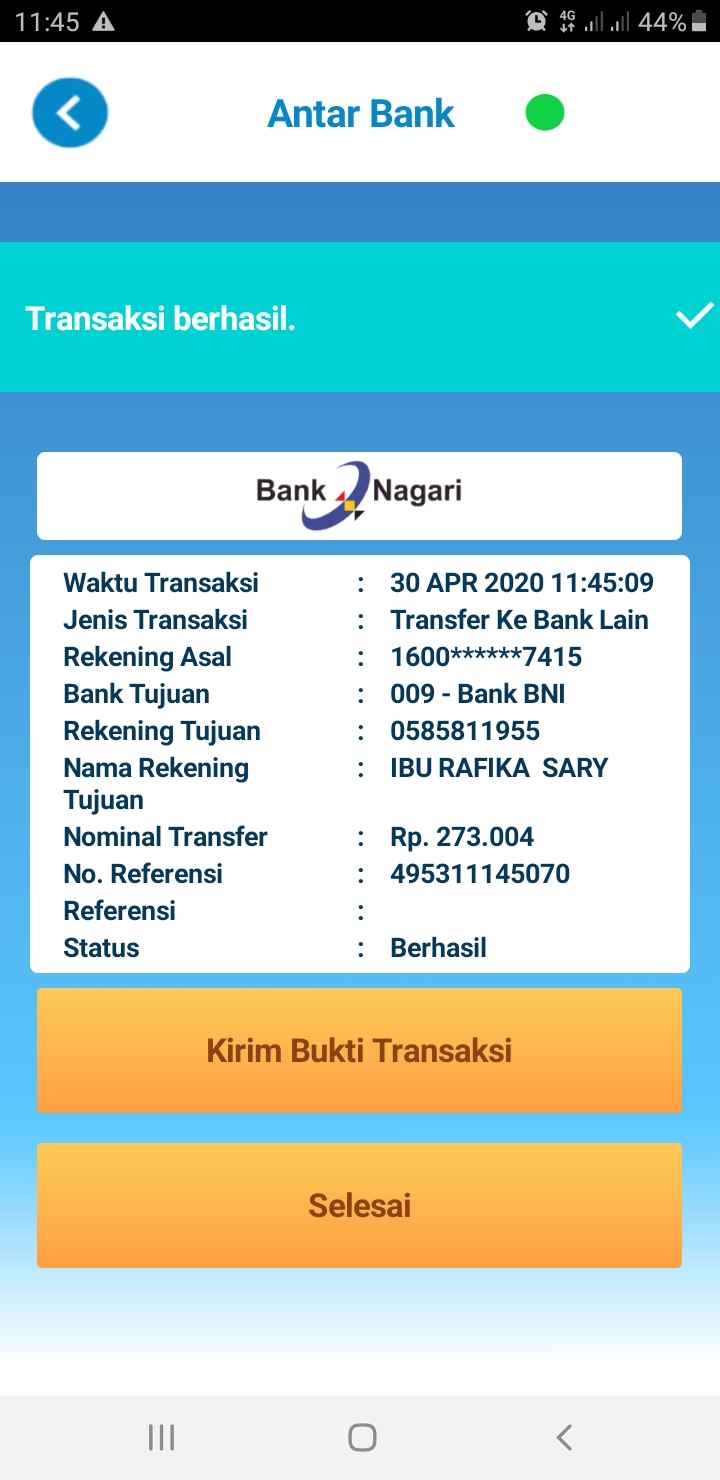 11:45 4G 44%
Antar Bank
Transaksi berhasil.
Bank Nagari
Waktu Transaksi : 30 APR 2020 11:45:09
Jenis Transaksi : Transfer Ke Bank Lain
Rekening Asal : 1600******7415
Bank Tujuan : 009 - Bank BNI
Rekening Tujuan : 0585811955
Nama Rekening : IBU RAFIKA  SARY
Tujuan
Nominal Transfer : Rp. 273.004
No. Referensi : 495311145070
Referensi :
Status : Berhasil
Kirim Bukti Transaksi
Selesai